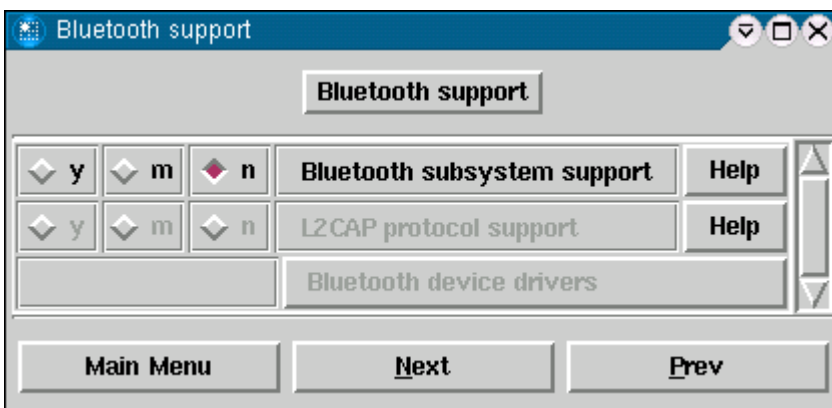 Bluetooth support
Bluetooth support
y m n Bluetooth subsystem support Help
y m n L2CAP protocol support Help
Bluetooth device drivers
Main Menu Next Prev